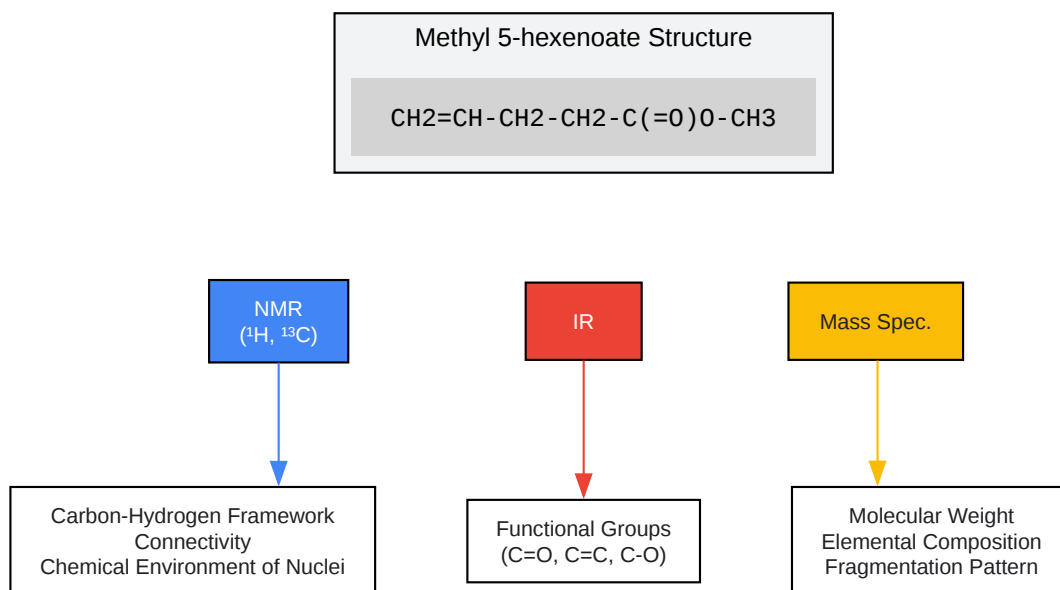 Methyl 5-hexenoate Structure
CH2=CH-CH2-CH2-C(=O)O-CH3
NMR
(¹H, ¹³C)
IR
Mass Spec.
Carbon-Hydrogen Framework
Connectivity
Chemical Environment of Nuclei
Functional Groups
(C=O, C=C, C-O)
Molecular Weight
Elemental Composition
Fragmentation Pattern